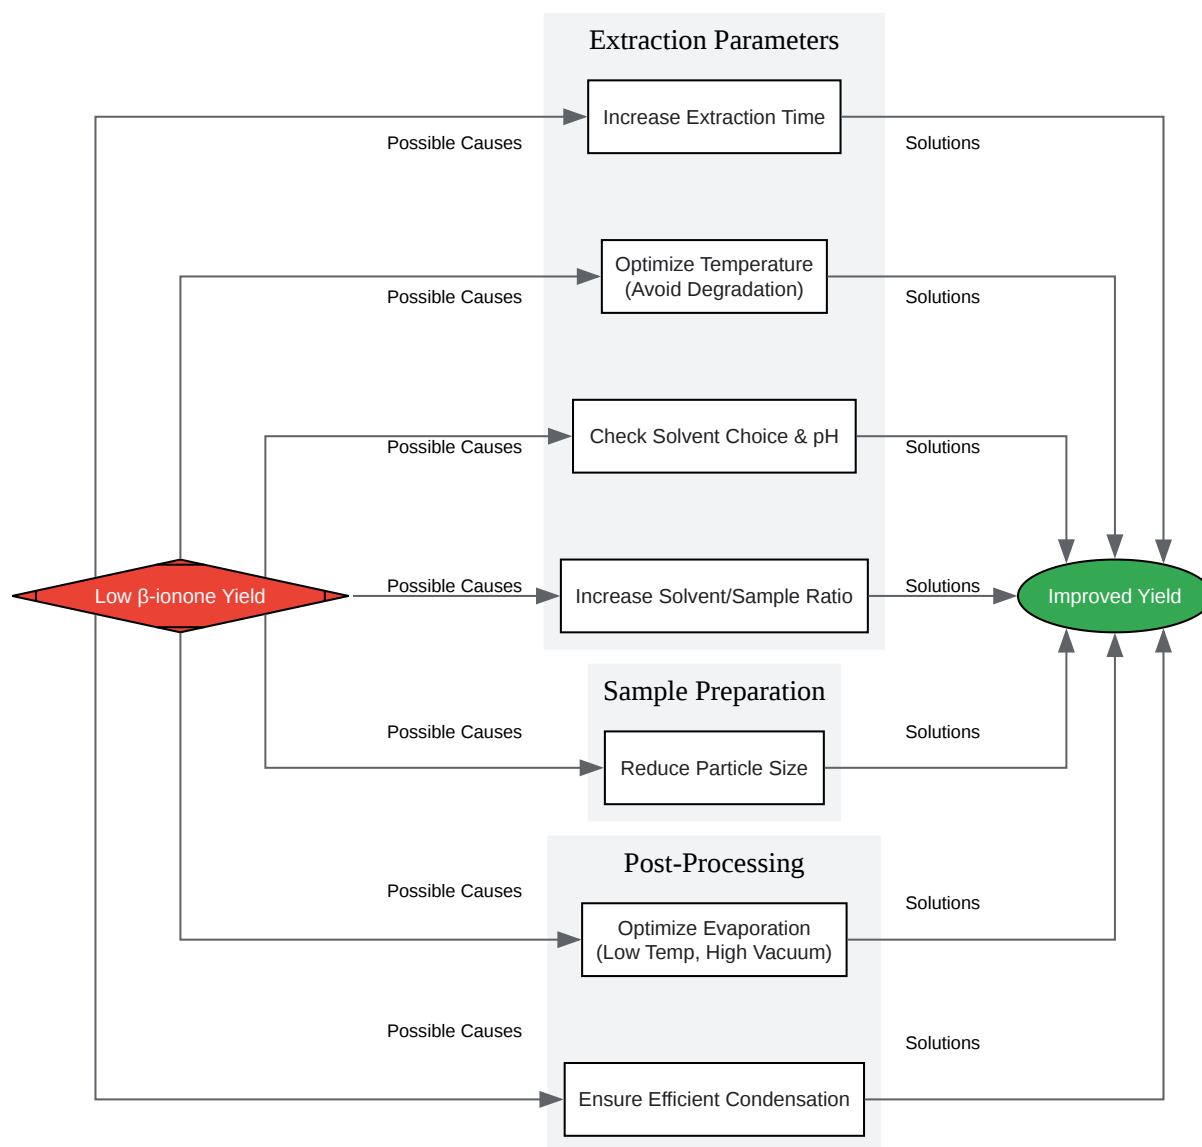 Extraction Parameters
Increase Extraction Time
Possible Causes
Solutions
Optimize Temperature
(Avoid Degradation)
Possible Causes
Solutions
Check Solvent Choice & pH
Possible Causes
Solutions
Low β-ionone Yield
Possible Causes
Increase Solvent/Sample Ratio
Solutions
Improved Yield
Sample Preparation
Possible Causes
Solutions
Reduce Particle Size
Post-Processing
Possible Causes
Solutions
Optimize Evaporation
(Low Temp, High Vacuum)
Possible Causes
Solutions
Ensure Efficient Condensation